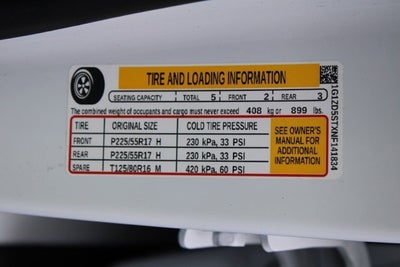 TIRE AND LOADING INFORMATION
SEATING CAPACITY TOTAL 5 FRONT 2 REAR 3
The combined weight of occupants and cargo must never exceed 408 kg or 899 lbs.
TIRE ORIGINAL SIZE COLD TIRE PRESSURE
FRONT P225/55R17 H 230 kPa, 33 PSI
REAR P225/55R17 H 230 kPa, 33 PSI
SPARE T125/80R16 M 420 kPa, 60 PSI
SEE OWNER'S
MANUAL FOR
ADDITIONAL
INFORMATION
1G1ZD5ST7NF141834